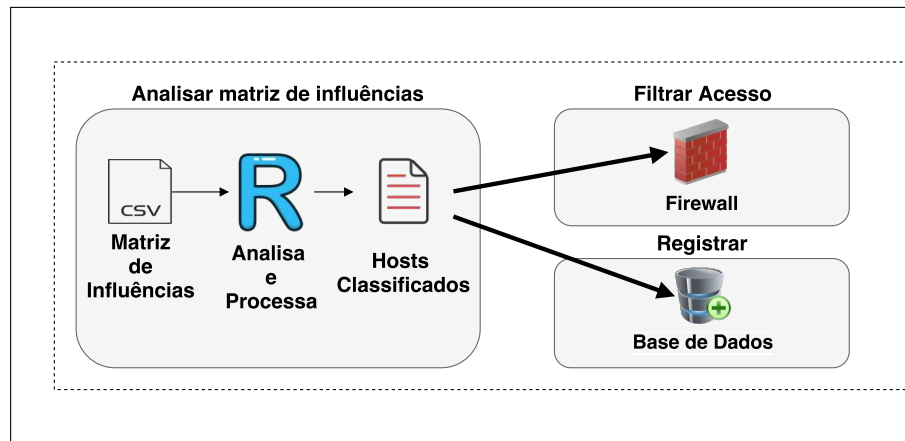 Analisar matriz de influências
Filtrar Acesso
CSV
R
Matriz
de
Influências
Analisa
e
Processa
Hosts
Classificados
Firewall
Registrar
Base de Dados